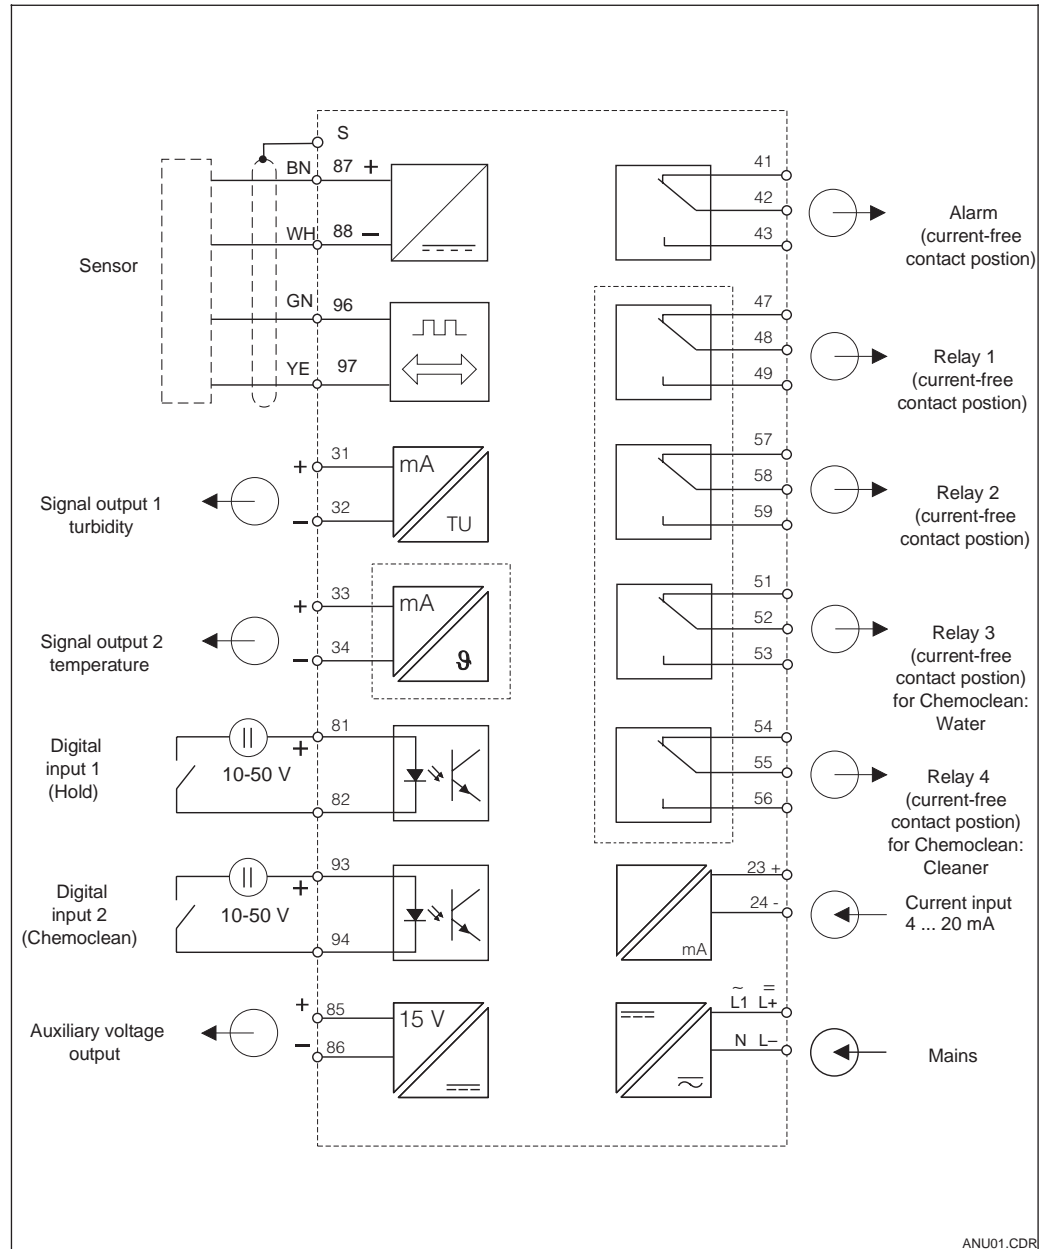 S
BN 87 +
WH 88 –
Sensor
GN 96
YE 97
+ 31 mA
Signal output 1
turbidity
– 32 TU
+ 33 mA
Signal output 2
temperature
– 34 ϑ
81
+
Digital
input 1
(Hold)
10-50 V
82
93
+
Digital
input 2
(Chemoclean)
10-50 V
94
+ 85 15 V
Auxiliary voltage
output
– 86
41
42
43
Alarm
(current-free
contact postion)
47
48
49
Relay 1
(current-free
contact postion)
57
58
59
Relay 2
(current-free
contact postion)
51
52
53
Relay 3
(current-free
contact postion)
for Chemoclean:
Water
54
55
56
Relay 4
(current-free
contact postion)
for Chemoclean:
Cleaner
23 +
24 -
mA
Current input
4 ... 20 mA
~ =
L1 L+
N L–
Mains
ANU01.CDR